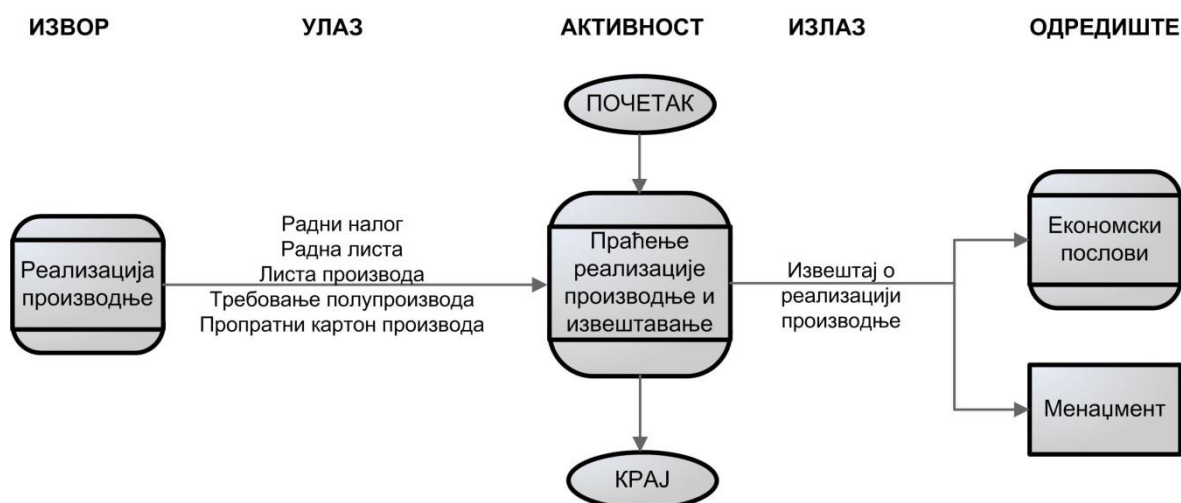 ИЗВОР
УЛАЗ
АКТИВНОСТ
ИЗЛАЗ
ОДРЕДИШТЕ
ПОЧЕТАК
Реализација
производње
Радни налог
Радна листа
Листа производа
Требовање полупроизвода
Пропратни картон производа
Праћење
реализације
производње и
извештавање
Извештај о
реализацији
производње
Економски
послови
Менаџмент
КРАЈ